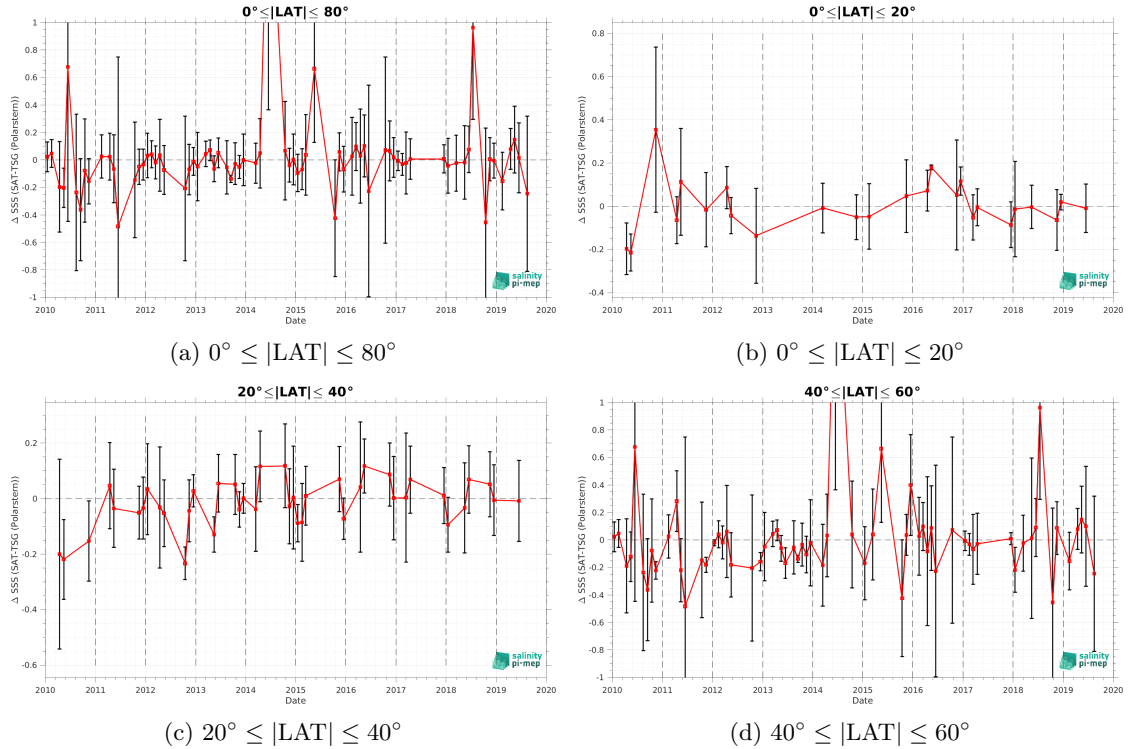 0°≤|LAT|≤ 80°
Δ SSS (SAT-TSG (Polarstern))
1
0.8
0.6
0.4
0.2
0
-0.2
-0.4
-0.6
-0.8
-1
2010 2011 2012 2013 2014 2015 2016 2017 2018 2019 2020
Date
salinity
pi-mep
(a) 0° ≤ |LAT| ≤ 80°
0°≤|LAT|≤ 20°
Δ SSS (SAT-TSG (Polarstern))
0.8
0.6
0.4
0.2
0
-0.2
-0.4
2010 2011 2012 2013 2014 2015 2016 2017 2018 2019 2020
Date
salinity
pi-mep
(b) 0° ≤ |LAT| ≤ 20°
20°≤|LAT|≤ 40°
Δ SSS (SAT-TSG (Polarstern))
0.2
0
-0.2
-0.4
-0.6
2010 2011 2012 2013 2014 2015 2016 2017 2018 2019 2020
Date
salinity
pi-mep
(c) 20° ≤ |LAT| ≤ 40°
40°≤|LAT|≤ 60°
Δ SSS (SAT-TSG (Polarstern))
1
0.8
0.6
0.4
0.2
0
-0.2
-0.4
-0.6
-0.8
-1
2010 2011 2012 2013 2014 2015 2016 2017 2018 2019 2020
Date
salinity
pi-mep
(d) 40° ≤ |LAT| ≤ 60°